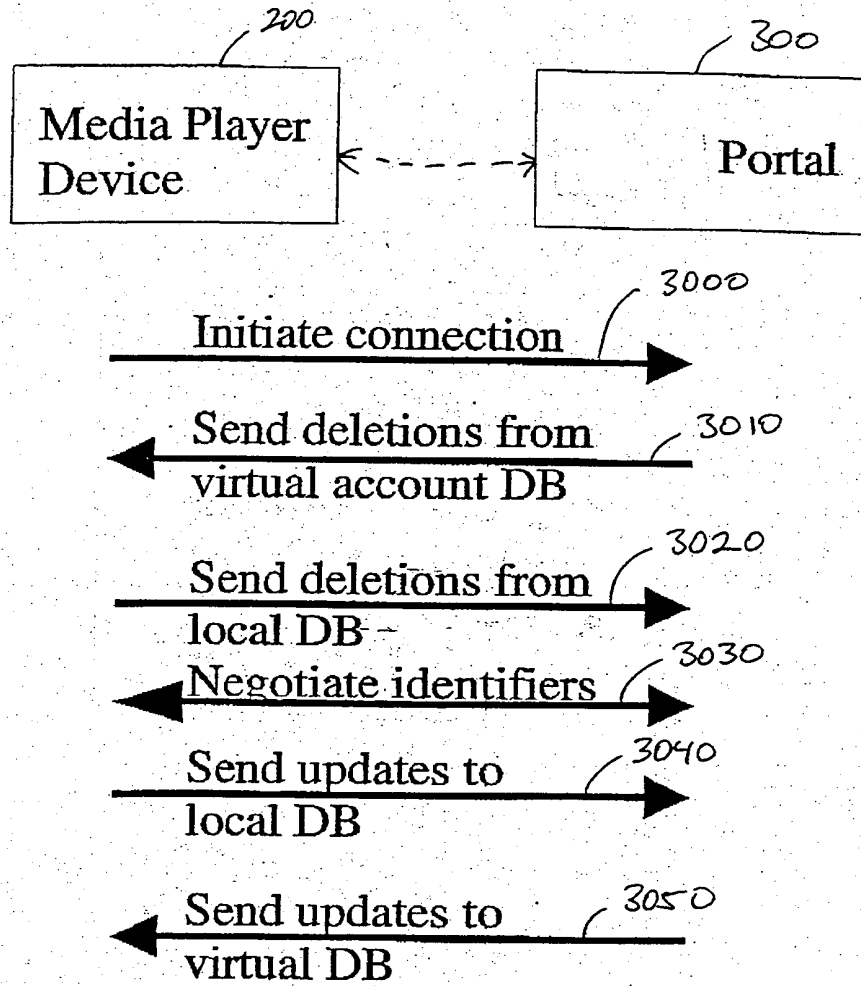 200
300
Media Player
Device
Portal
3000
Initiate connection
Send deletions from
3010
virtual account DB
3020
Send deletions from
local DB
3030
Negotiate identifiers
3040
Send updates to
local DB
3050
Send updates to
virtual DB